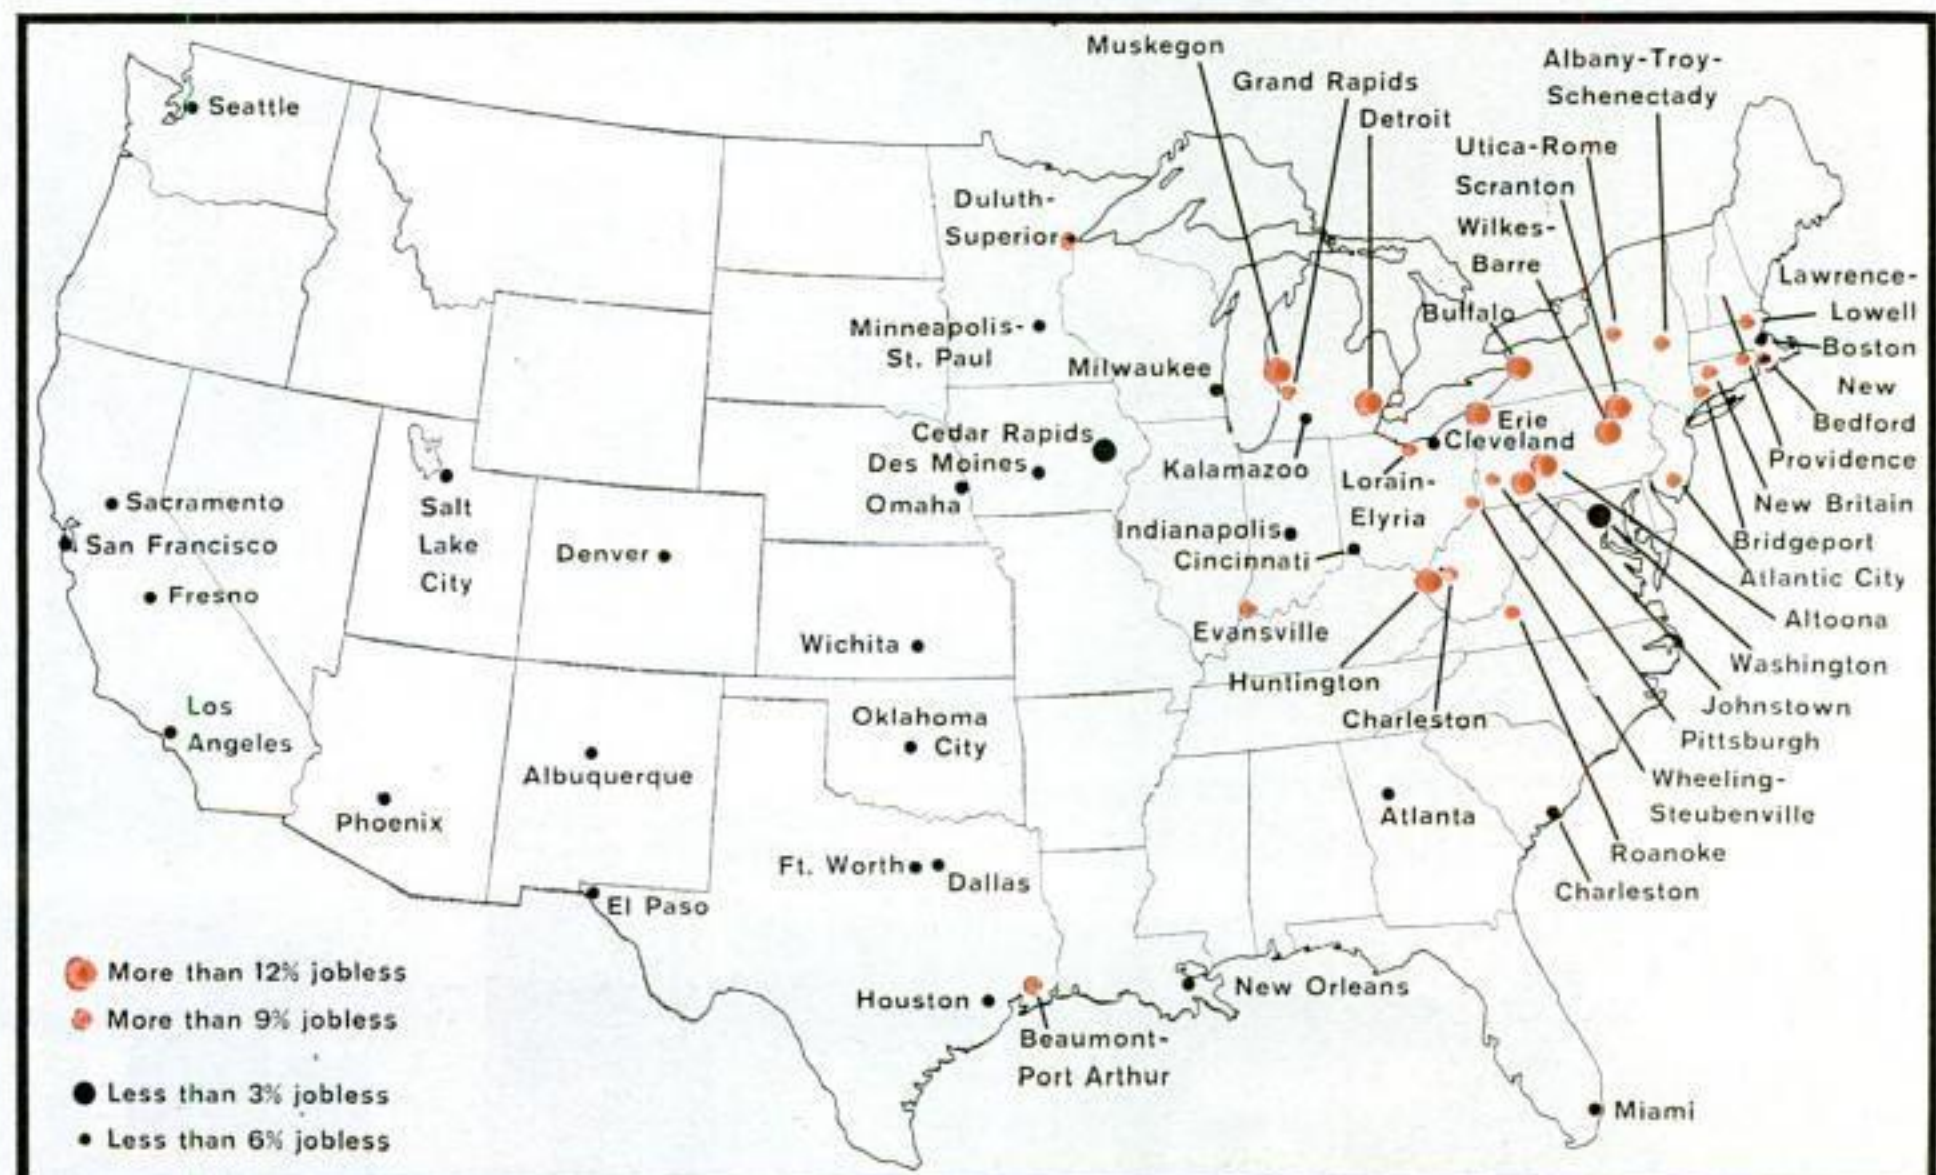 Muskegon
Grand Rapids
Detroit
Albany-Troy-
Schenectady
Utica-Rome
Scranton
Wilkes-
Barre
Buffalo
Seattle
Duluth-
Superior
Minneapolis-
St. Paul
Milwaukee
Lawrence-
Lowell
Boston
New
Bedford
Providence
New Britain
Bridgeport
Atlantic City
Altoona
Washington
Johnstown
Pittsburgh
Wheeling-
Steubenville
Roanoke
Charleston
Erie
Cleveland
Cedar Rapids
Des Moines
Omaha
Kalamazoo
Lorain-
Elyria
Indianapolis
Cincinnati
Evansville
Huntington
Charleston
Sacramento
San Francisco
Fresno
Salt
Lake
City
Denver
Wichita
Los
Angeles
Oklahoma
City
Albuquerque
Phoenix
Atlanta
Ft. Worth
Dallas
El Paso
Houston
Beaumont-
Port Arthur
New Orleans
Miami
More than 12% jobless
More than 9% jobless
Less than 3% jobless
Less than 6% jobless